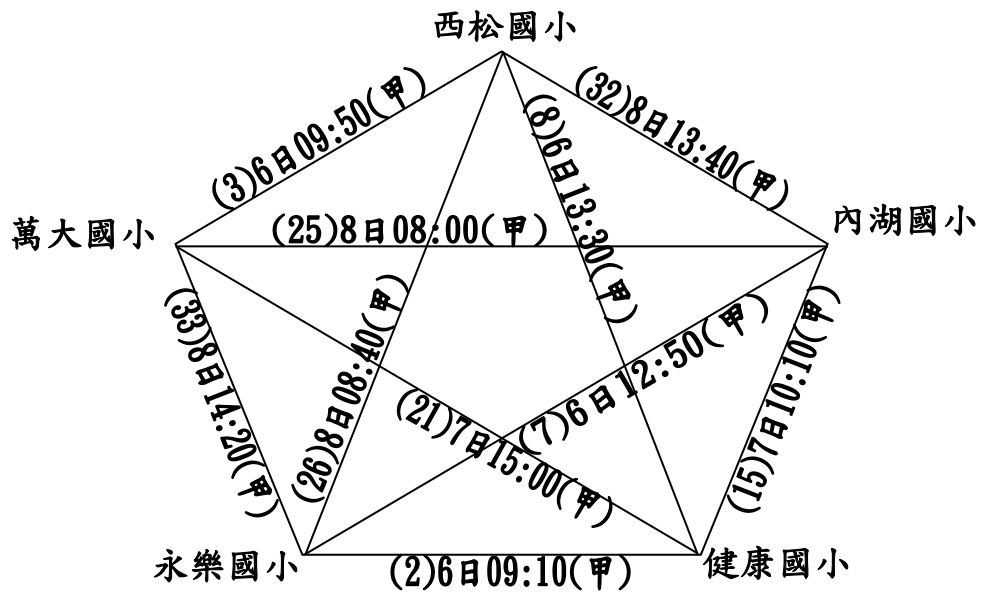 西松國小
(3)6日09:50(甲)
(32)8日13:40(甲)
(8)6日13:30(甲)
萬大國小
(25)8日08:00(甲)
內湖國小
(33)8日14:20(甲)
(26)8日08:40(甲)
(21)7日15:00(甲)
(7)6日12:50(甲)
(15)7日10:10(甲)
永樂國小
(2)6日09:10(甲)
健康國小